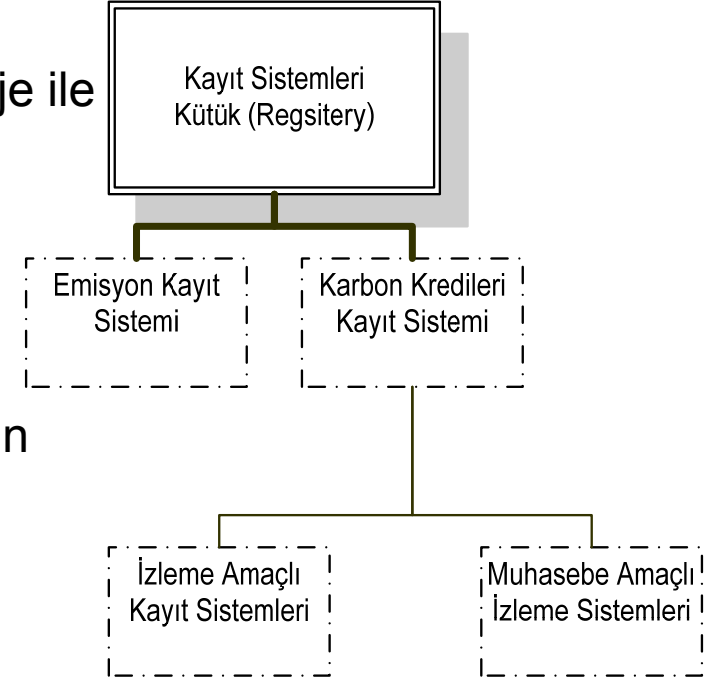 je ile
Kayıt Sistemleri
Kütük (Regsitery)
Emisyon Kayıt
Sistemi
Karbon Kredileri
Kayıt Sistemi
n
İzleme Amaçlı
Kayıt Sistemleri
Muhasebe Amaçlı
İzleme Sistemleri